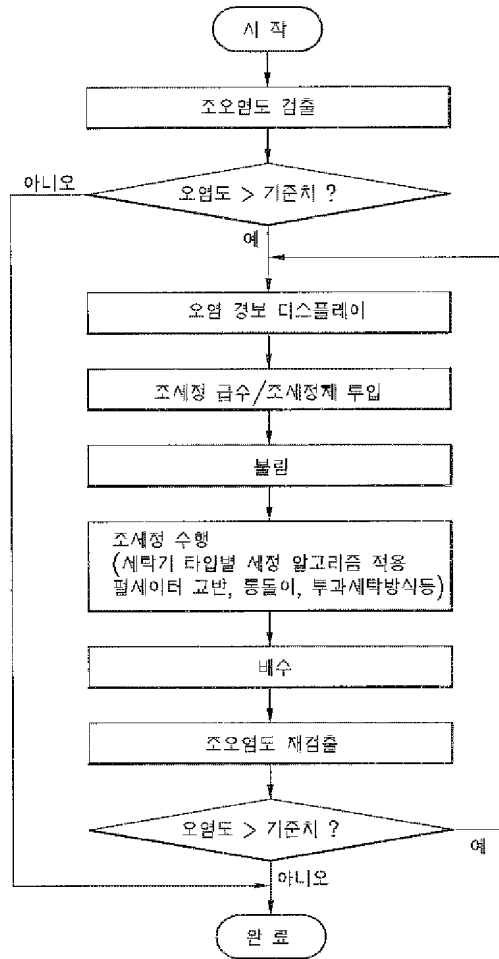 시 작
조오염도 검출
아니오
오염도 > 기준치 ?
예
오염 경보 디스플레이
조세정 급수/조세정제 투입
불림
조세정 수행
(세탁기 타입별 세정 알고리즘 적용
펄세이터 교반, 통돌이, 투과세탁방식등)
배수
조오염도 재검출
오염도 > 기준치 ?
예
아니오
완 료